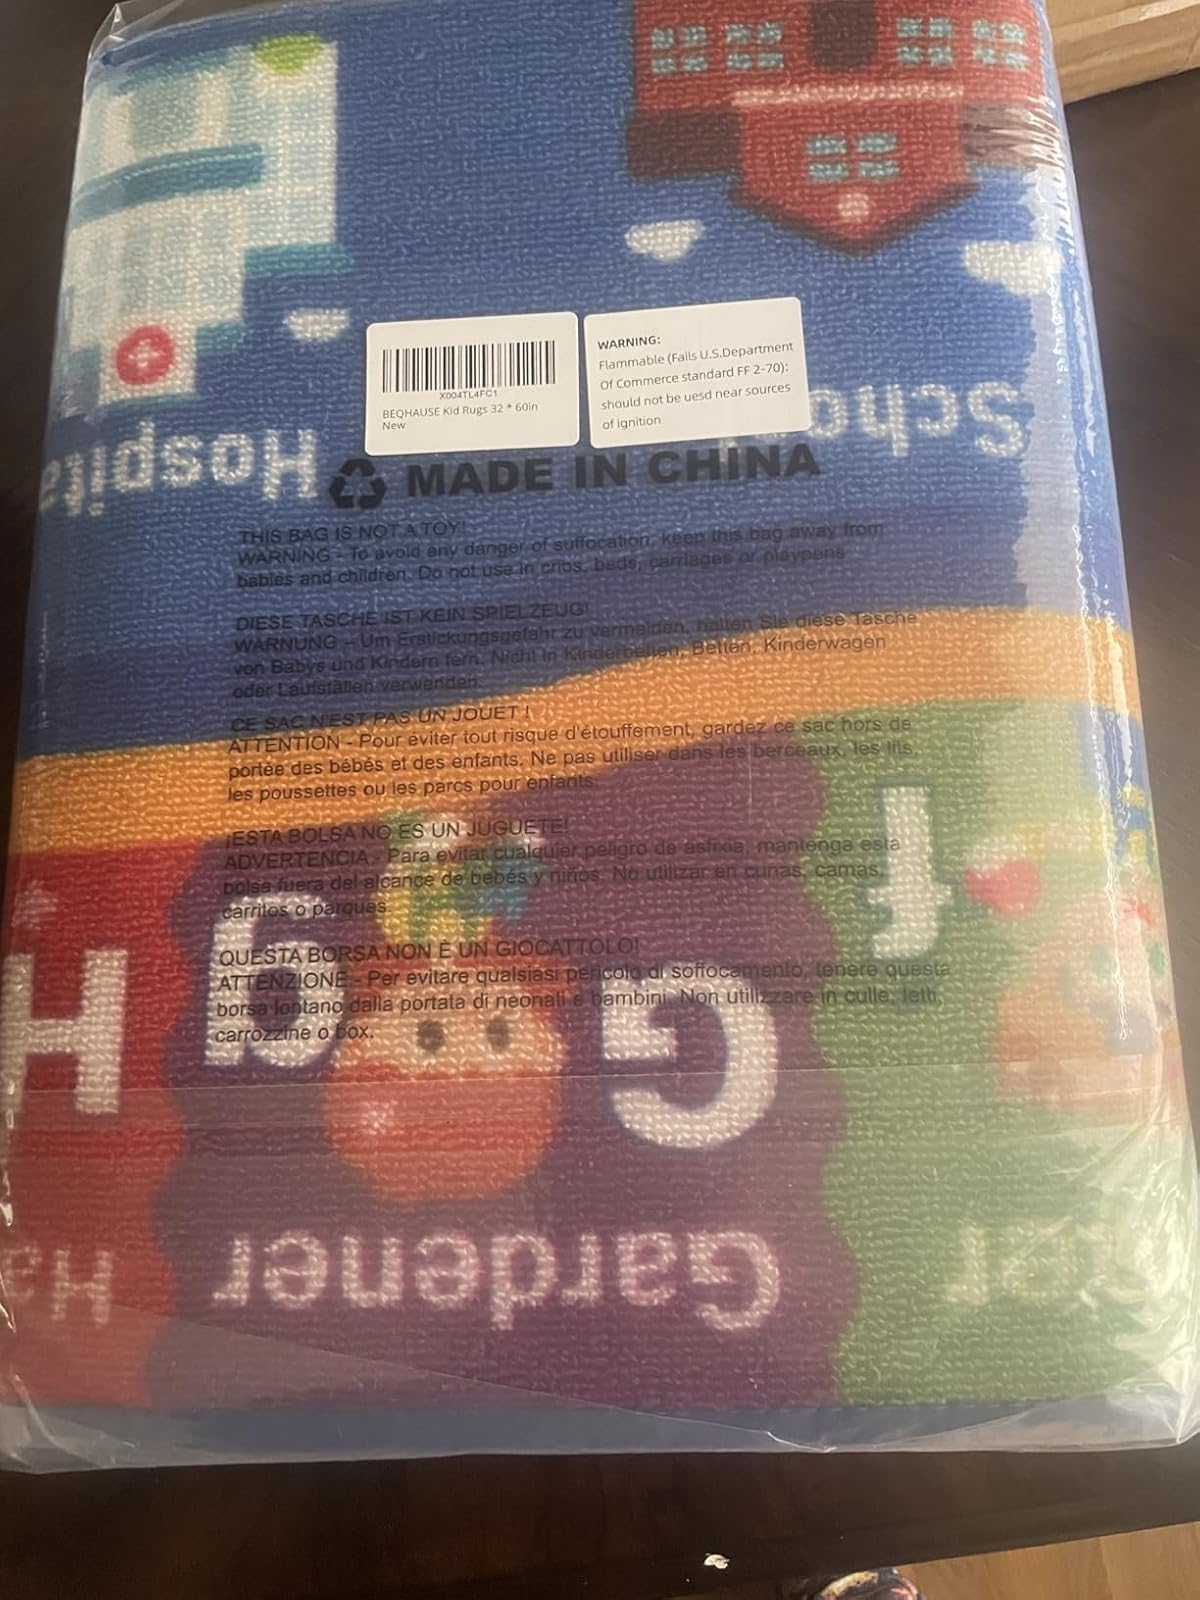 X004TL4FC1
BEQHAUSE Kid Rugs 32 * 60in
New
WARNING:
Flammable (Fails U.S.Department
Of Commerce standard FF 2-70):
should not be uesd near sources
of ignition
Hospita
Scho
MADE IN CHINA
THIS BAG IS NOT A TOY!
WARNING - To avoid any danger of suffocation, keep this bag away from
babies and children. Do not use in cribs, beds, carriages or playpens
DIESE TASCHE IST KEIN SPIELZEUG!
WARNUNG – Um Erstickungsgefahr zu vermeiden, halten Sie diese Tasche
von Babys und Kindern fern. Nicht in Kinderbetten, Betten, Kinderwagen
oder Laufställen verwenden.
CE SAC N'EST PAS UN JOUET !
ATTENTION - Pour éviter tout risque d'étouffement, gardez ce sac hors de
portée des bébés et des enfants. Ne pas utiliser dans les berceaux, les lits,
les poussettes ou les parcs pour enfants.
¡ESTA BOLSA NO ES UN JUGUETE!
ADVERTENCIA - Para evitar cualquier peligro de asfixia, mantenga esta
bolsa fuera del alcance de bebés y niños. No utilizar en cunas, camas,
carritos o parques.
QUESTA BORSA NON È UN GIOCATTOLO!
ATTENZIONE - Per evitare qualsiasi pericolo di soffocamento, tenere questa
borsa lontano dalla portata di neonati e bambini. Non utilizzare in culle, letti,
carrozzine o box.
H g G f
Ha Gardener er